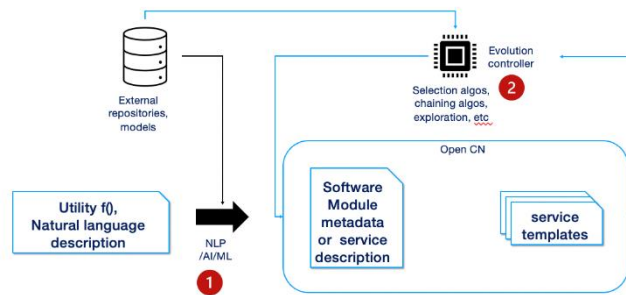 External
repositories,
models
Evolution
controller
2
Selection algos,
chaining algos,
exploration, etc
Open CN
Utility f(),
Natural language
description
NLP
/AI/ML
1
Software
Module
metadata
or service
description
service
templates